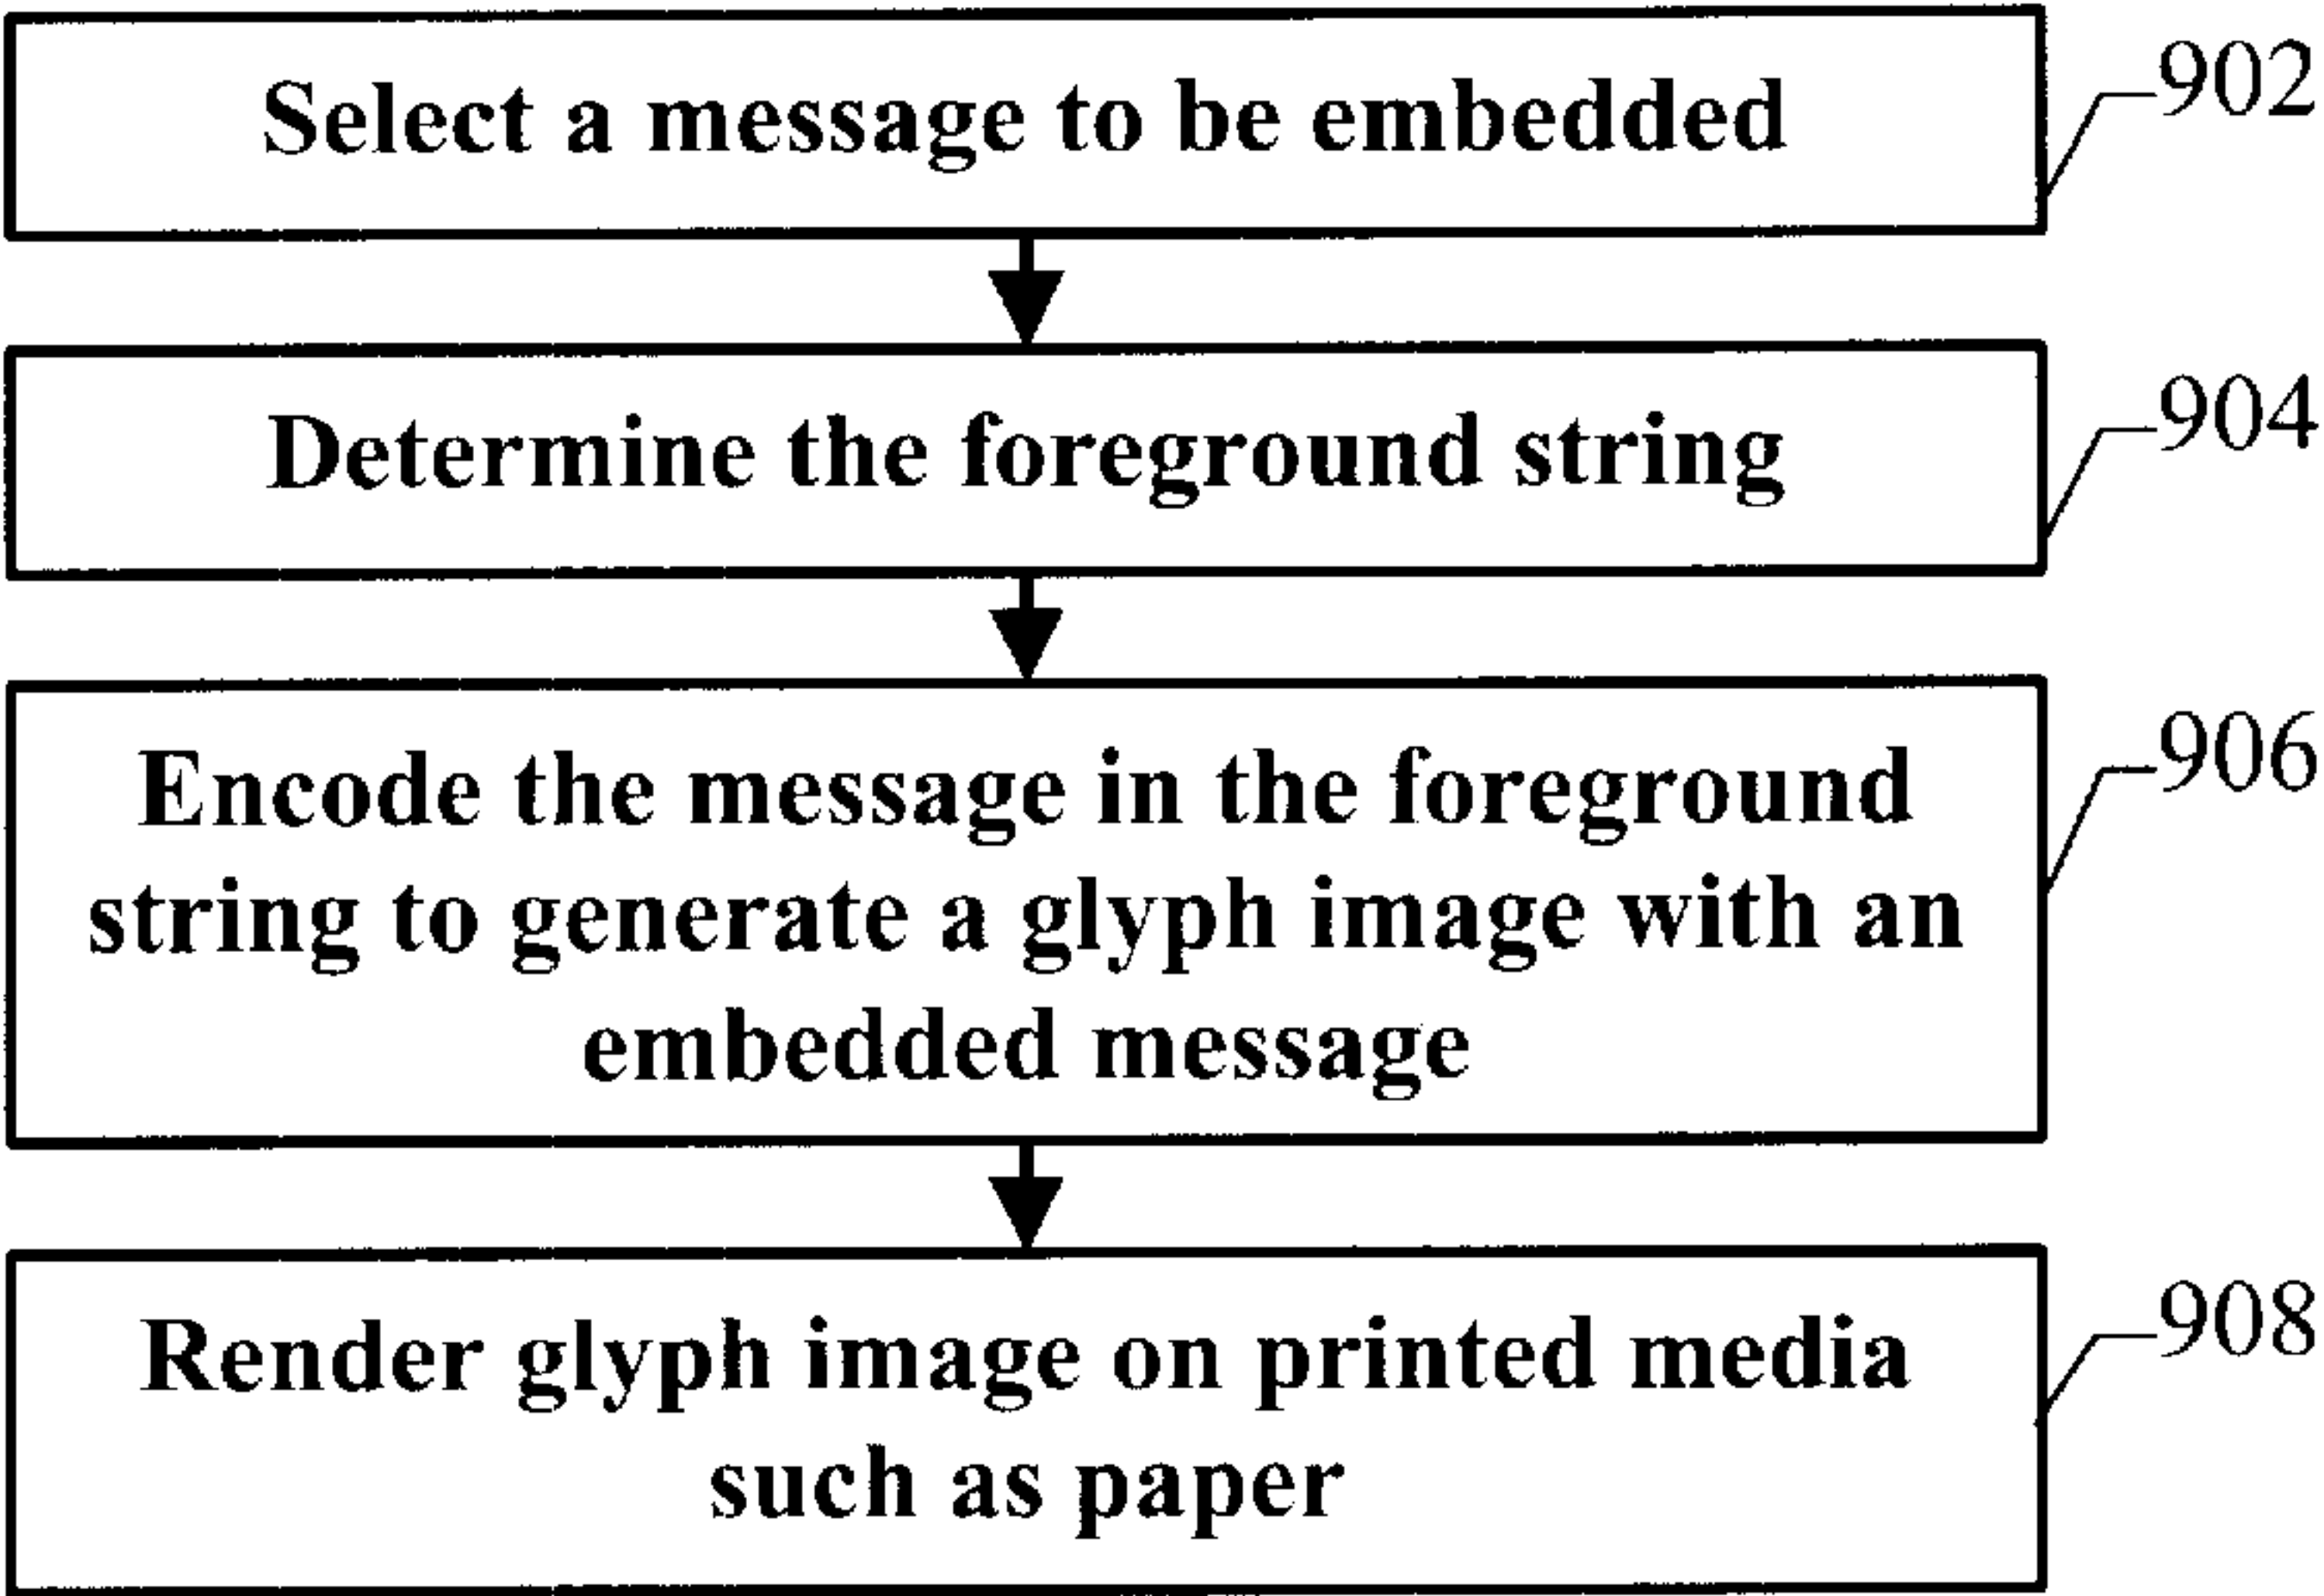 Select a message to be embedded
902
Determine the foreground string
904
Encode the message in the foreground
string to generate a glyph image with an
embedded message
906
Render glyph image on printed media
such as paper
908